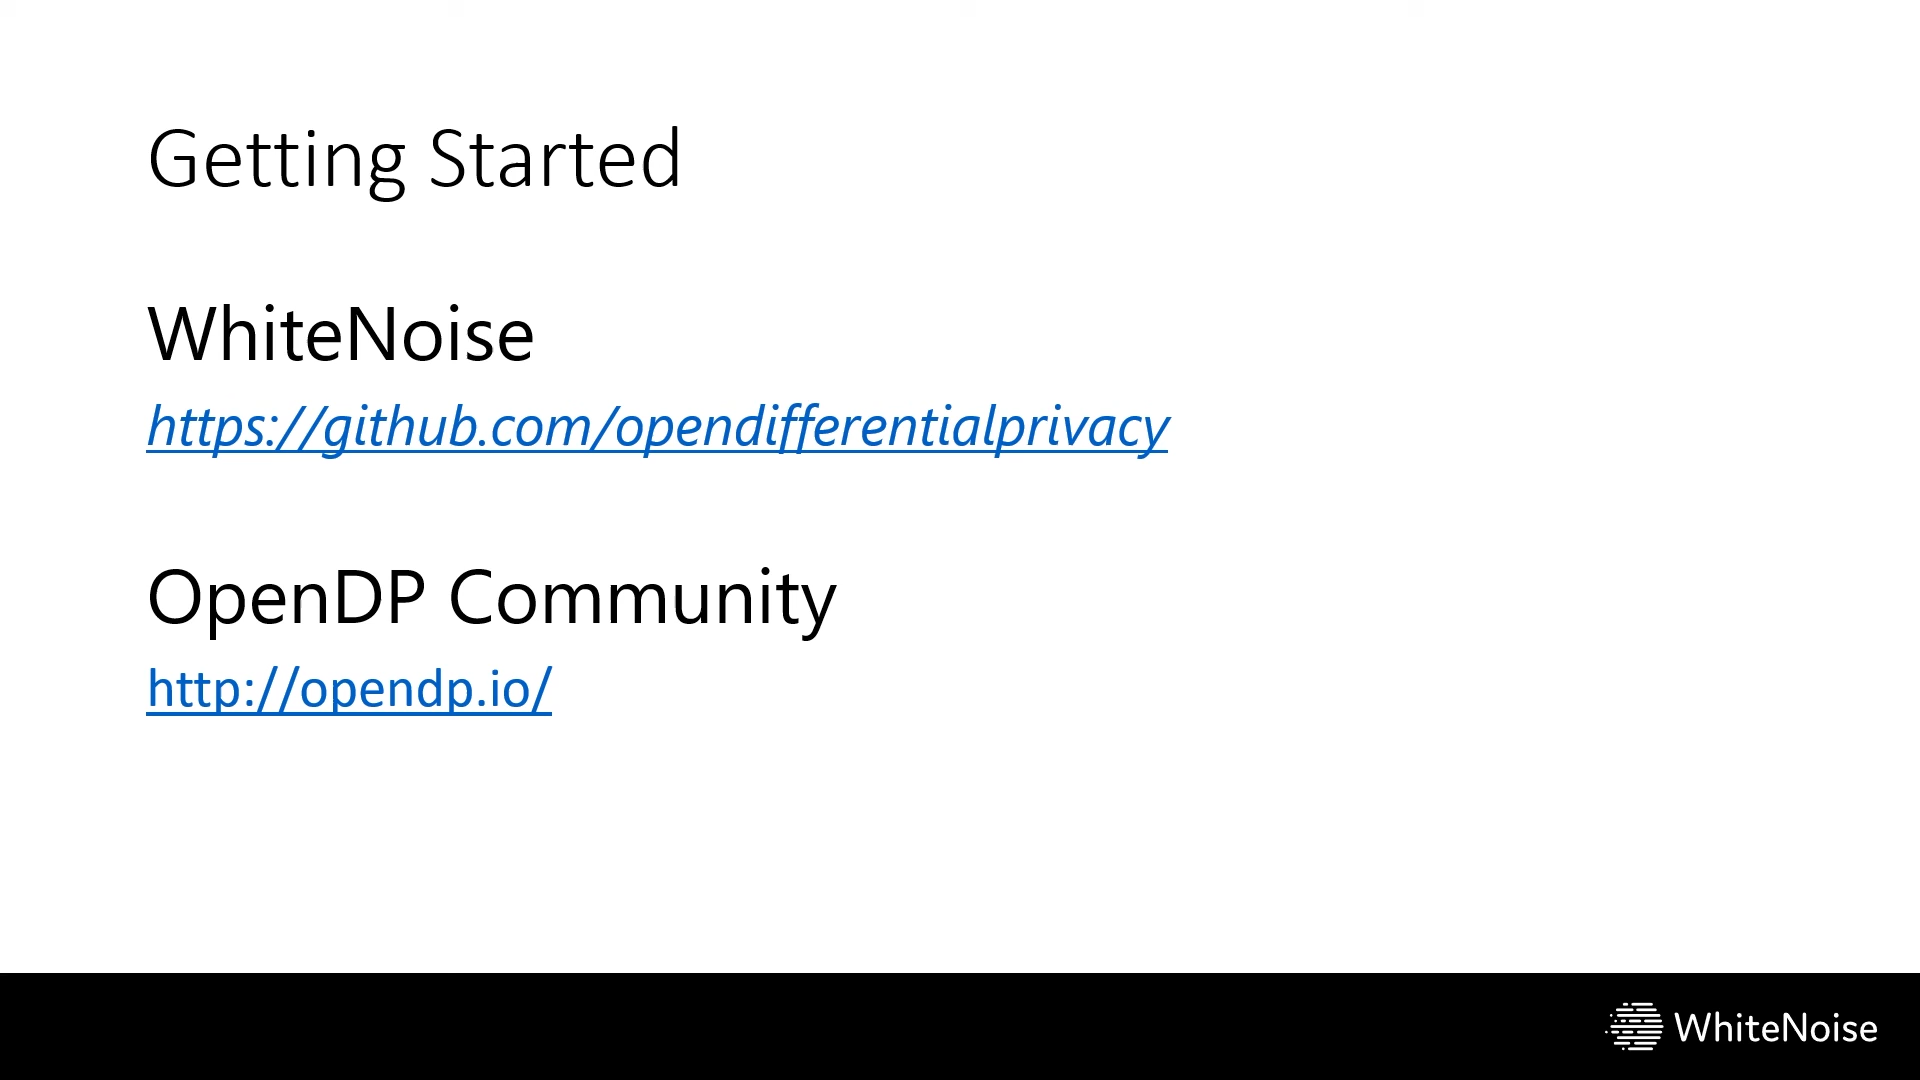 Getting Started
WhiteNoise
https://github.com/opendifferentialprivacy
OpenDP Community
http://opendp.io/
WhiteNoise